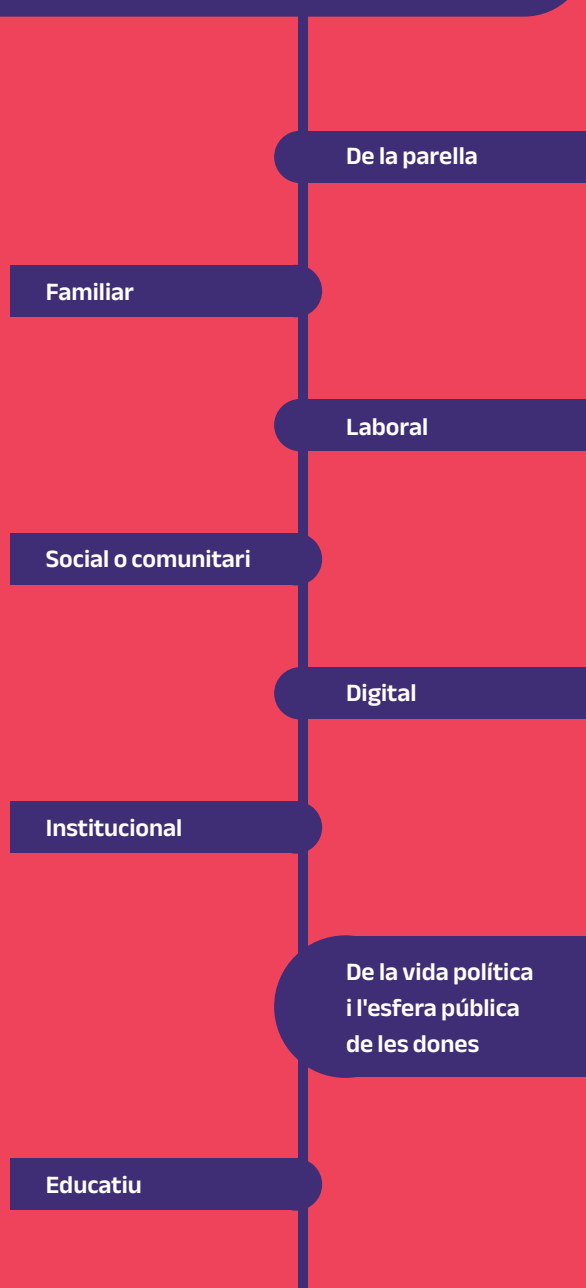 De la parella
Familiar
Laboral
Social o comunitari
Digital
Institucional
De la vida política
i l'esfera pública
de les dones
Educatiu